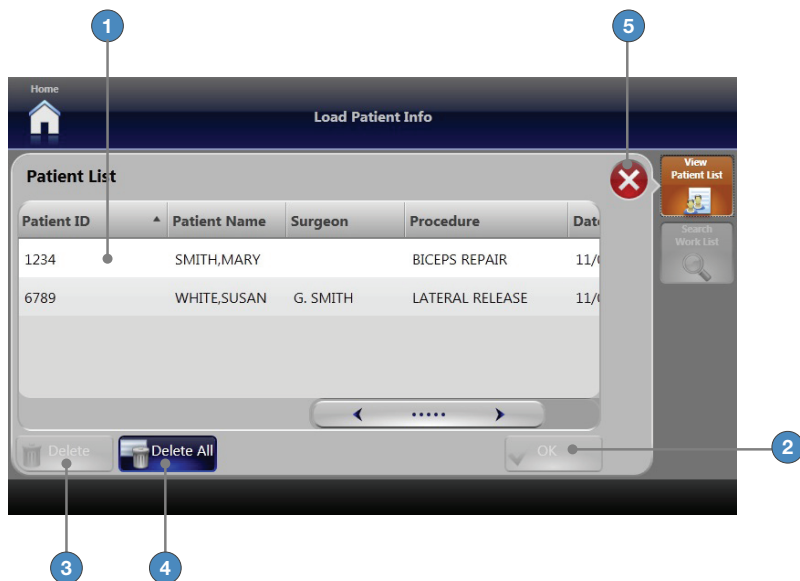 1
5
Home
Load Patient Info
Patient List
View
Patient List
Search
Work List
Patient ID Patient Name Surgeon Procedure
1234 SMITH,MARY BICEPS REPAIR 11/
6789 WHITE,SUSAN G. SMITH LATERAL RELEASE 11/
Delete
Delete All
OK
2
3
4